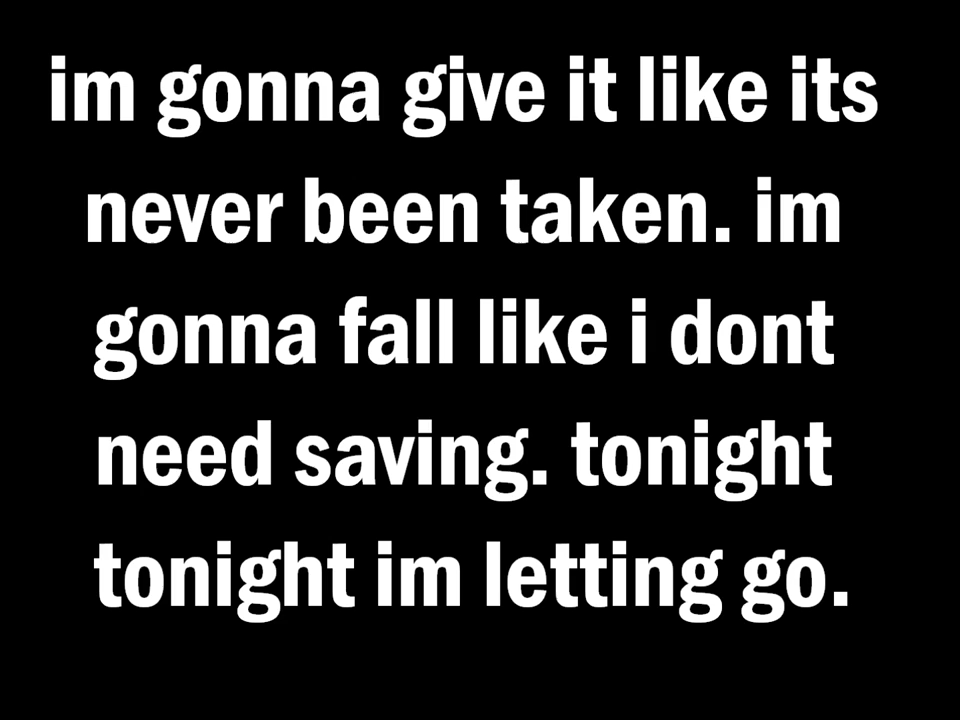 im gonna give it like its
never been taken. im
gonna fall like i dont
need saving. tonight
tonight im letting go.